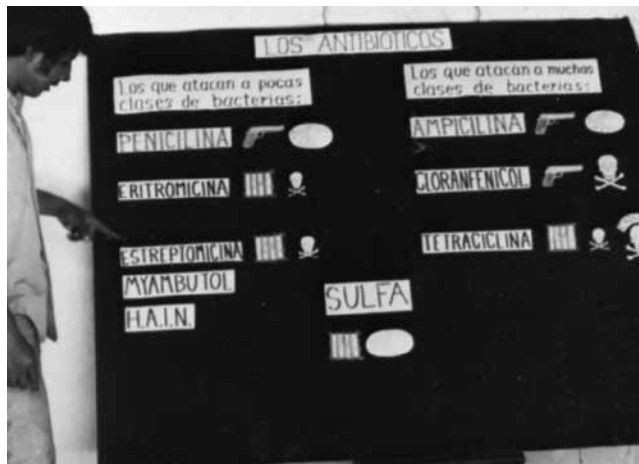 LOS ANTIBIOTICOS
Los que atacan a pocas
clases de bacterias:
PENICILINA
ERITROMICINA
ESTREPTOMICINA
MYAMBUTOL
H.A.I.N.
Los que atacan a muchas
clases de bacterias:
AMPICILINA
CLORANFENICOL
TETRACICLINA
SULFA